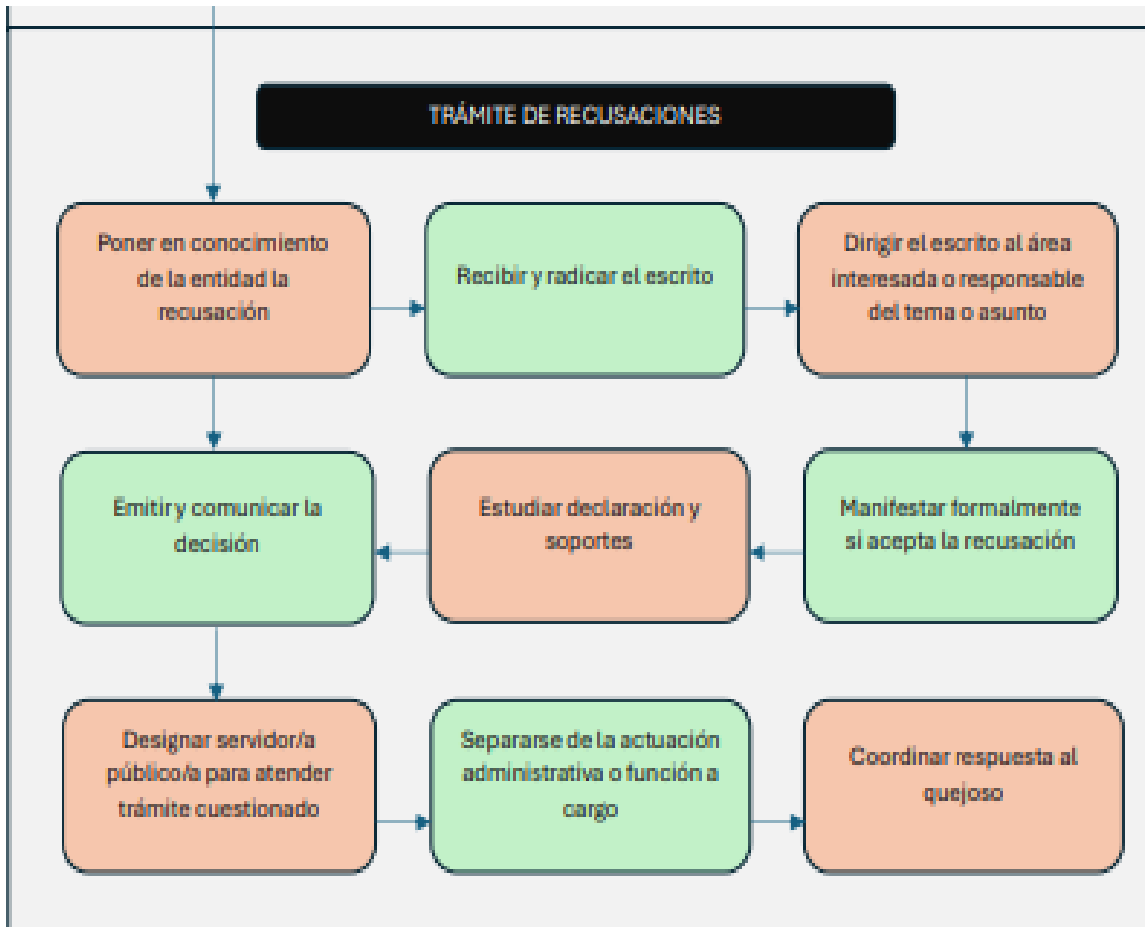 TRÁMITE DE RECUSACIONES
Poner en conocimiento
de la entidad la
recusación
Recibir y radicar el escrito
Dirigir el escrito al área
interesada o responsable
del tema o asunto
Emitir y comunicar la
decisión
Estudiar declaración y
soportes
Manifestar formalmente
si acepta la recusación
Designar servidor/a
público/a para atender
trámite cuestionado
Separarse de la actuación
administrativa o función a
cargo
Coordinar respuesta al
quejoso